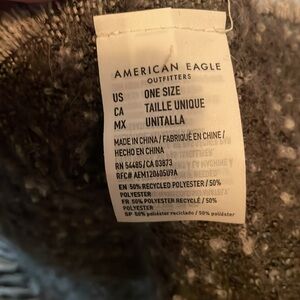 AMERICAN EAGLE
OUTFITTERS
US ONE SIZE
CA TAILLE UNIQUE
MX UNITALLA
MADE IN CHINA / FABRIQUÉ EN CHINE /
HECHO EN CHINA
RN 54485/CA 03873
RFC# AEM120605U9A
EN 50% RECYCLED POLYESTER / 50%
POLYESTER
FR 50% POLYESTER RECYCLÉ / 50%
POLYESTER
SP 50% poliéster reciclado / 50% poliéster